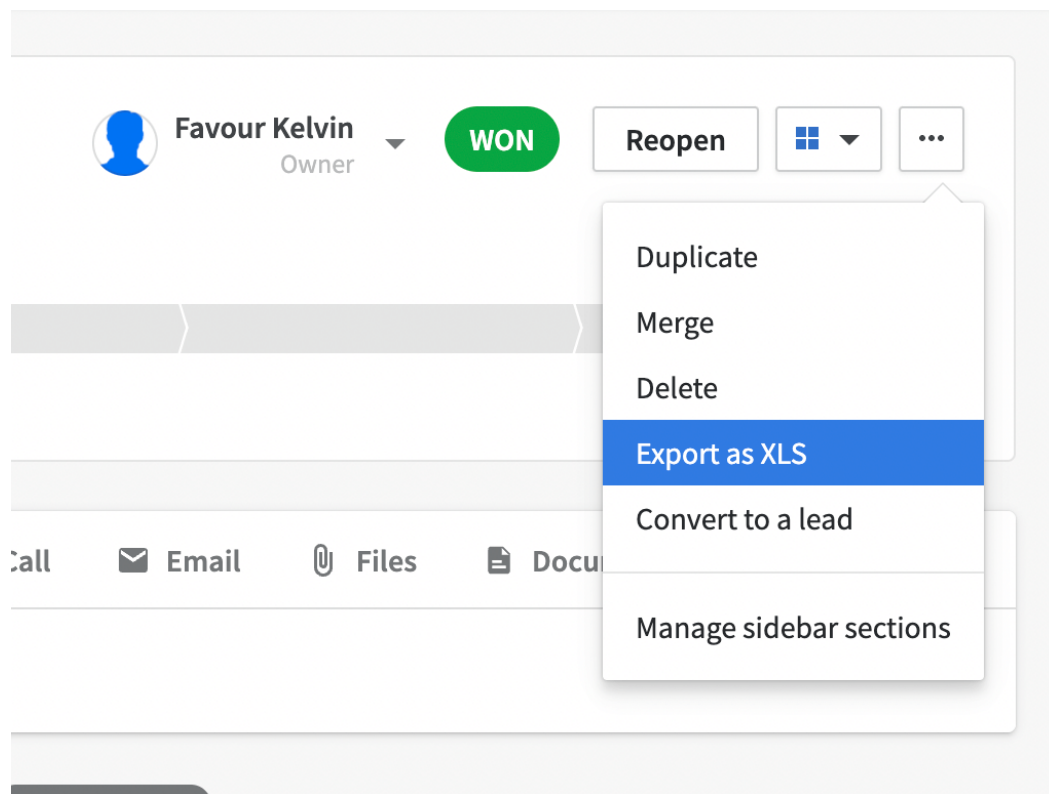 Favour Kelvin
Owner
WON
Reopen
Duplicate
Merge
Delete
Export as XLS
Convert to a lead
Email
Files
Manage sidebar sections